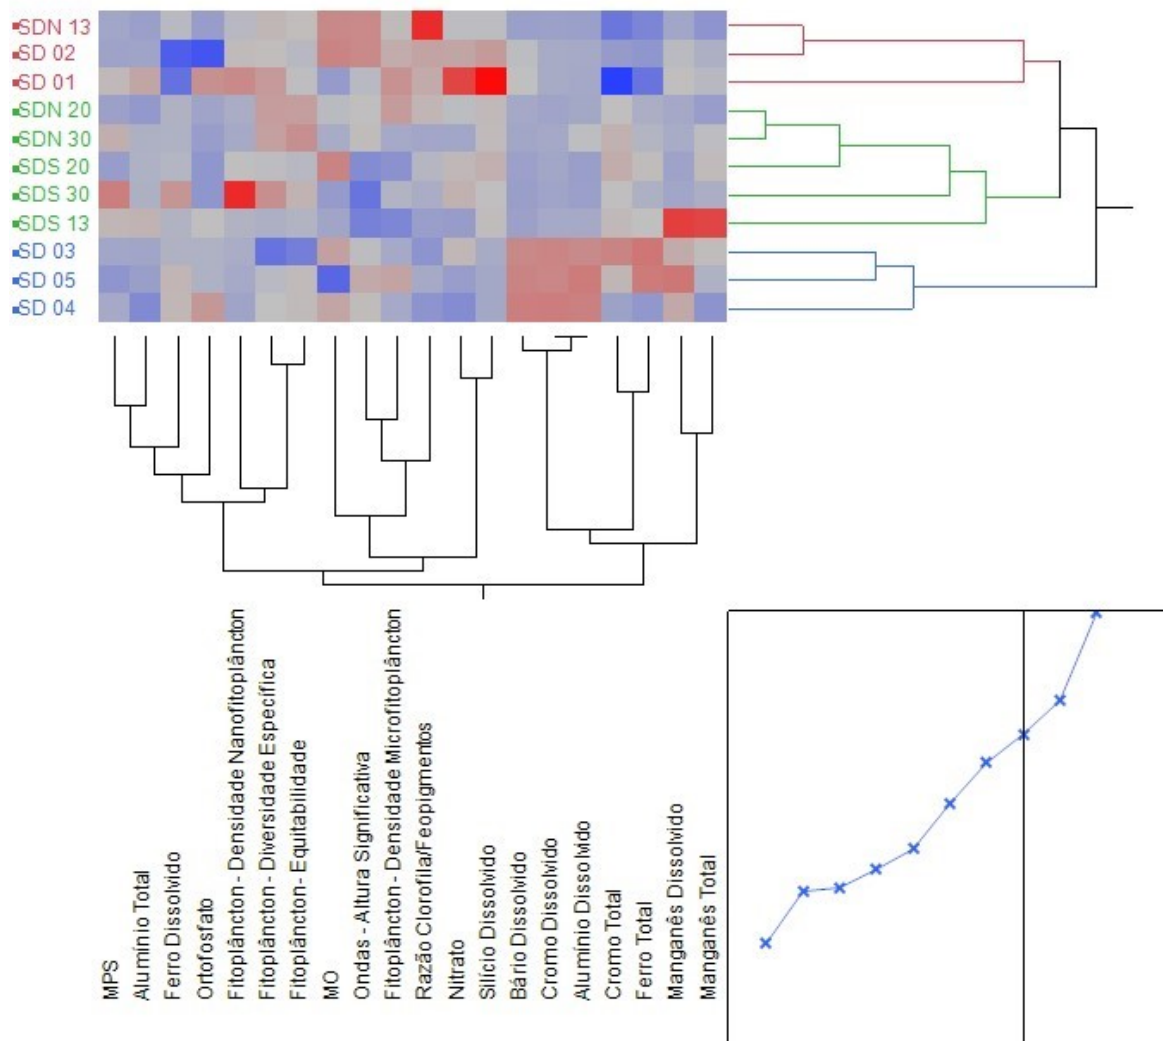 SDN 13
SD 02
SD 01
SDN 20
SDN 30
SDS 20
SDS 30
SDS 13
SD 03
SD 05
SD 04
MPS
Alumínio Total
Ferro Dissolvido
Ortofosfato
Fitoplâncton - Densidade Nanofitoplâncton
Fitoplâncton - Diversidade Específica
Fitoplâncton - Equitabilidade
MO
Ondas - Altura Significativa
Fitoplâncton - Densidade Microfitoplâncton
Razão Clorofila/Feopigmentos
Nitrato
Silício Dissolvido
Bário Dissolvido
Cromo Dissolvido
Alumínio Dissolvido
Cromo Total
Ferro Total
Manganês Dissolvido
Manganês Total